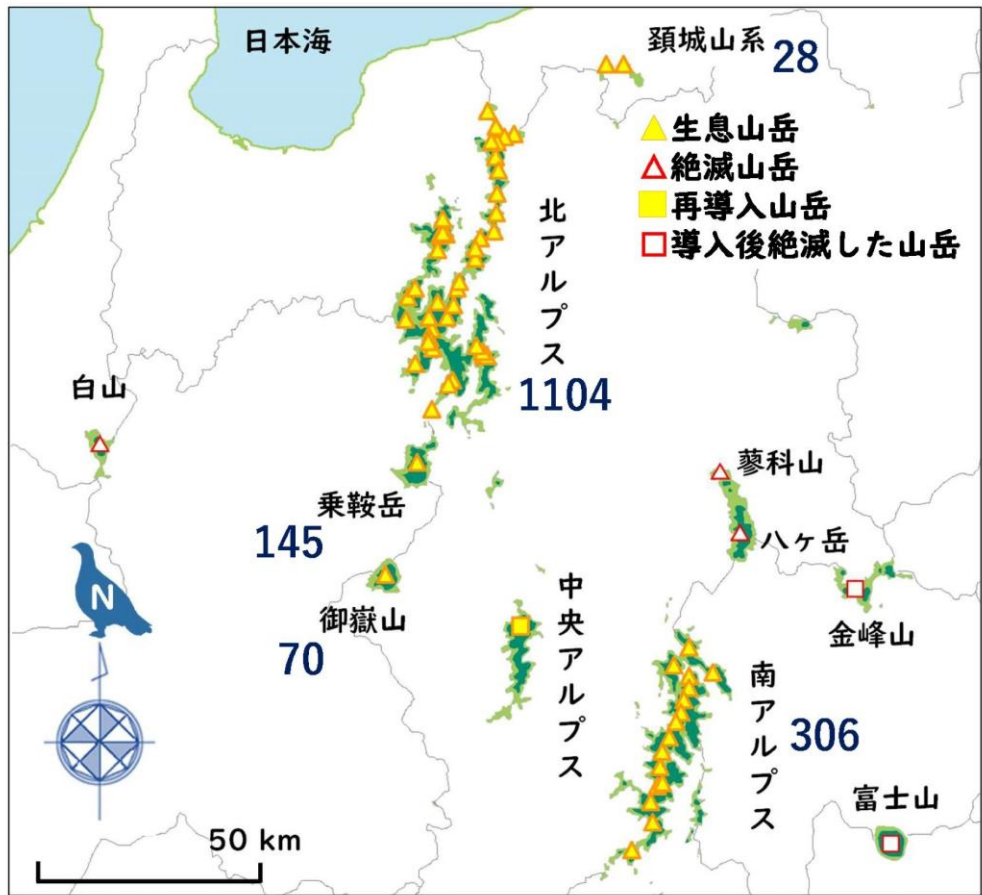 日本海
頚城山系
28
生息山岳
絶滅山岳
再導入山岳
導入後絶滅した山岳
北アルプス
1104
白山
乗鞍岳
145
蓼科山
八ヶ岳
御嶽山
70
金峰山
中央アルプス
南アルプス
306
富士山
N
50 km